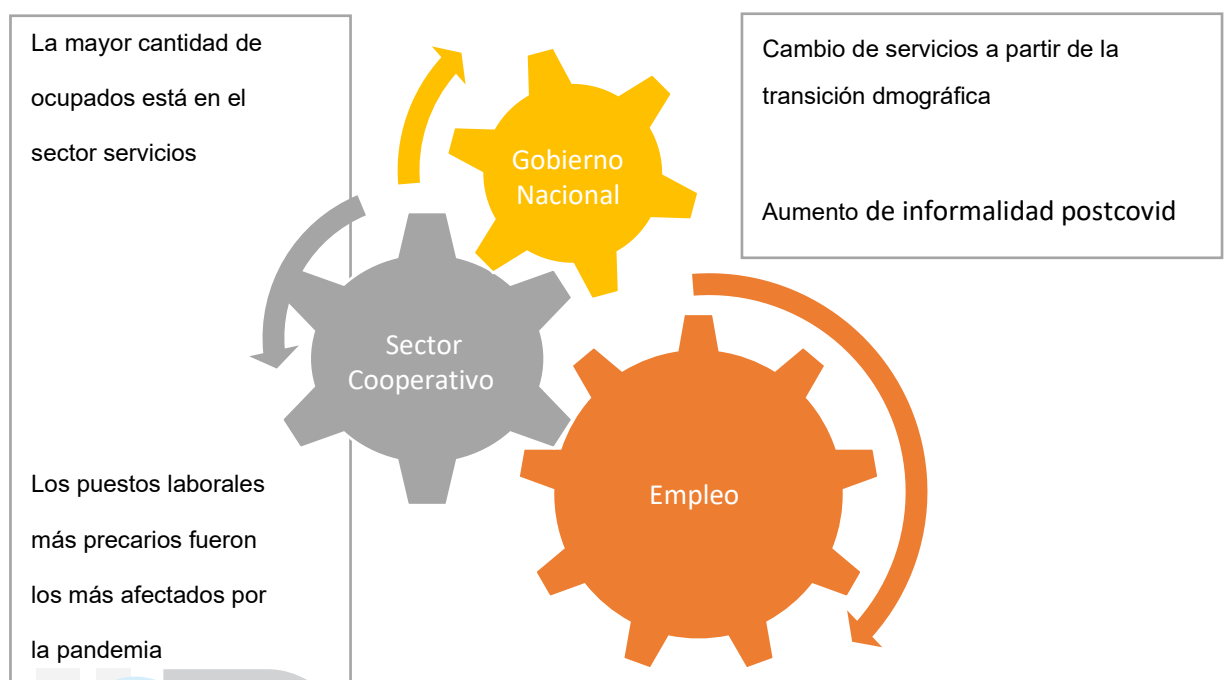 La mayor cantidad de
ocupados está en el
sector servicios
Los puestos laborales
más precarios fueron
los más afectados por
la pandemia
Gobierno
Nacional
Sector
Cooperativo
Empleo
Cambio de servicios a partir de la
transición dmográfica
Aumento de informalidad postcovid